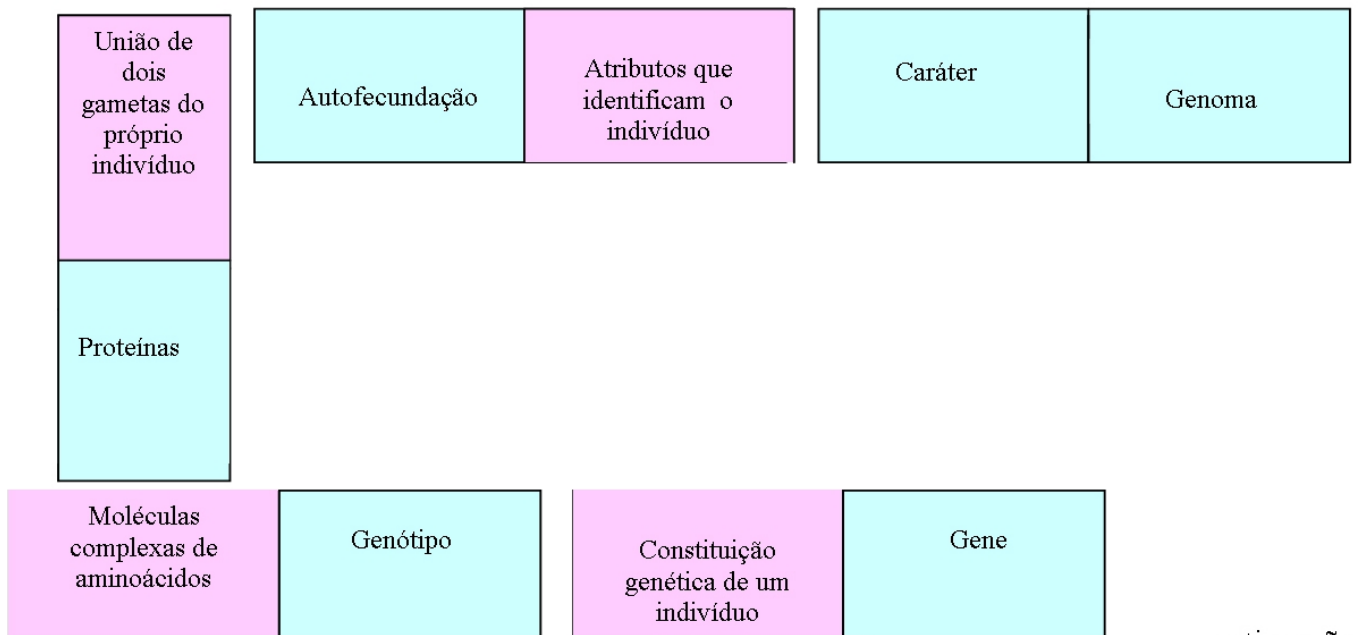 União de
dois
gametas do
próprio
indivíduo
Autofecundação
Atributos que
identificam o
indivíduo
Caráter
Genoma
Proteínas
Moléculas
complexas de
aminoácidos
Genótipo
Constituição
genética de um
indivíduo
Gene